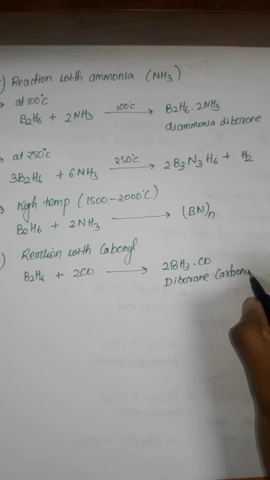 ) Reaction with ammonia (NH3)
→ at 100°c
B2H6 + 2NH3 —100°c→ B2H6·2NH3
diammonia diborane
→ at 250°c
3B2H6 + 6NH3 —250°c→ 2B3N3H6 + H2
→ high temp (1500-2000°C)
B2H6 + 2NH3 → (BN)n
) Reaction with Cabonyl
B2H6 + 2CO → 2BH3·CO
Diborane Carbony